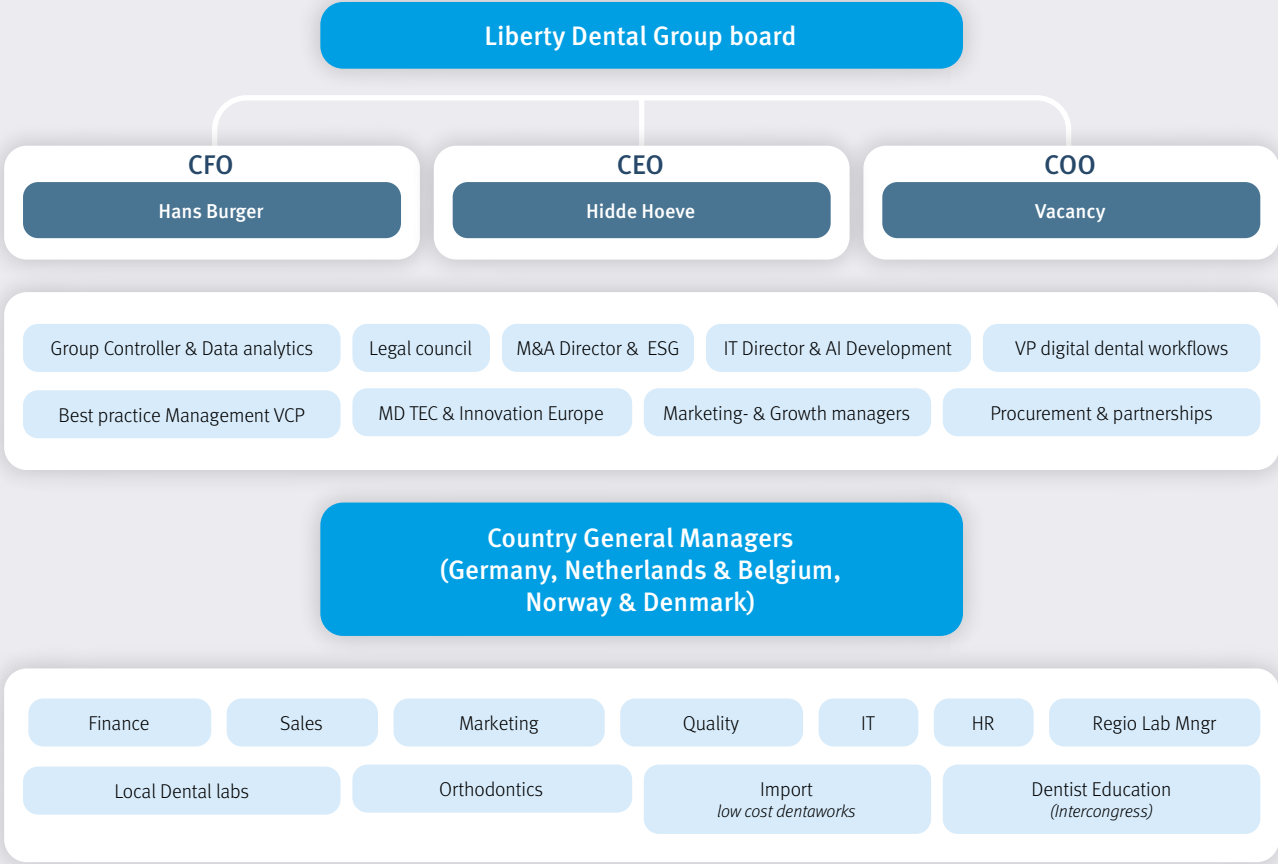 Liberty Dental Group board
CFO
Hans Burger
CEO
Hidde Hoeve
COO
Vacancy
Group Controller & Data analytics
Legal council
M&A Director & ESG
IT Director & AI Development
VP digital dental workflows
Best practice Management VCP
MD TEC & Innovation Europe
Marketing- & Growth managers
Procurement & partnerships
Country General Managers
(Germany, Netherlands & Belgium,
Norway & Denmark)
Finance
Sales
Marketing
Quality
IT
HR
Regio Lab Mngr
Local Dental labs
Orthodontics
Import
low cost dentaworks
Dentist Education
(Intercongress)